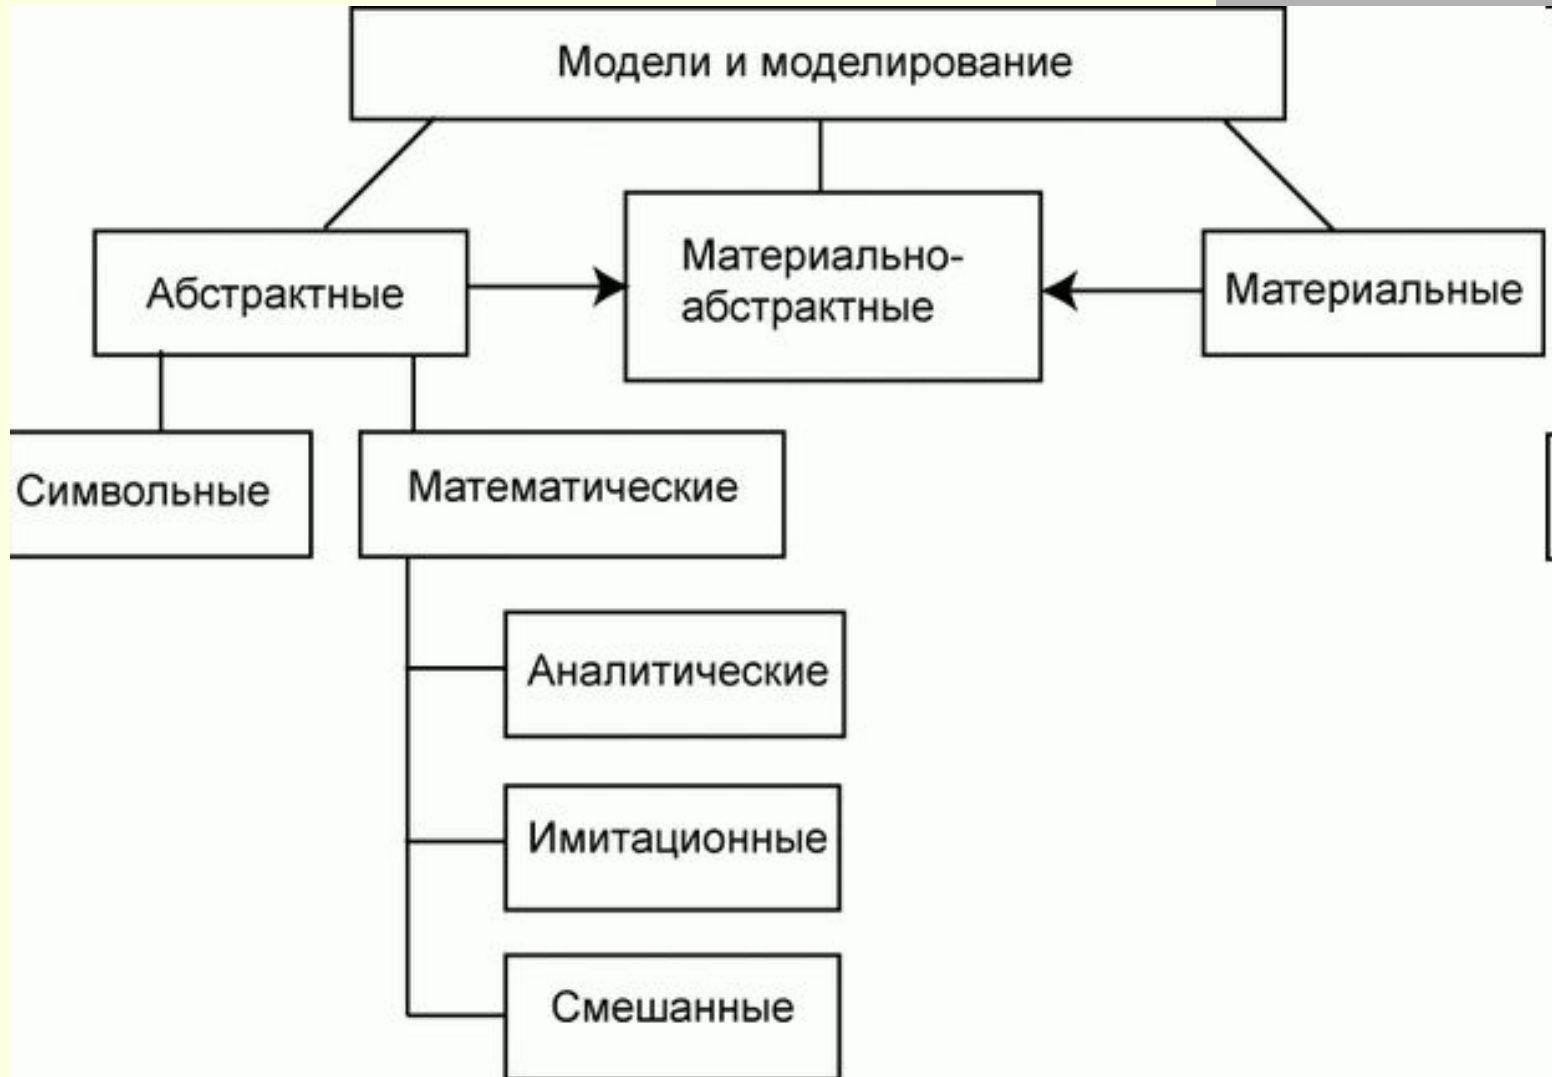 Модели и моделирование
Абстрактные
Материально-
абстрактные
Материальные
Символьные
Математические
Аналитические
Имитационные
Смешанные